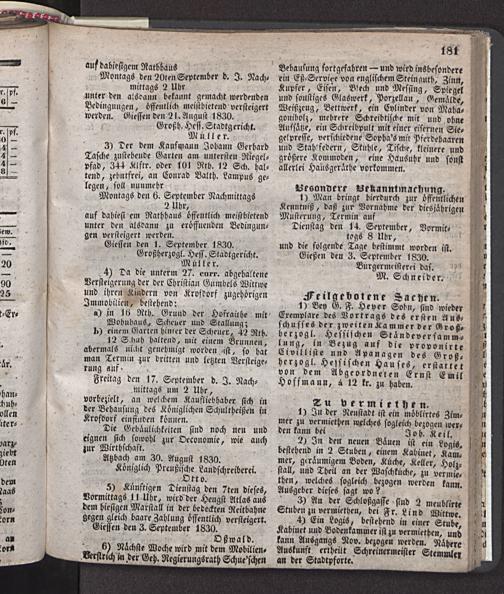 181
auf dahiesigem Rathhaus
Montags den 20ten September d. J. Nach-
mittags 2 Uhr
unter den alsdann bekannt gemacht werdenden
Bedingungen, öffentlich meistbietend versteigert
werden. Giessen den 21. August 1830.
Großh. Hess. Stadtgericht.
Müller.
3) Der dem Kaufmann Johann Gerhard
Tasche zustehende Garten am untersten Riegel-
pfad, 344 Klftr. oder 101 Rth. 12 Sch. hal-
tend, zehntfrei, an Conrad Balth. Lampus ge-
legen, soll nunmehr
Montags den 6. September Nachmittags
2 Uhr,
auf dahiesigem Rathhaus öffentlich meistbietend
unter den alsdann zu eröffnenden Bedingun-
gen versteigert werden.
Giessen den 1. September 1830.
Großherzogl. Hess. Stadtgericht.
Müller.
4) Da die unterm 27. curr. abgehaltene
Versteigerung der der Christian Gumbels Wittwe
und ihren Kindern von Krofdorf zugehörigen
Immobilien, bestehend:
a) in 16 Rth. Grund der Hofraithe mit
Wohnhaus, Scheuer und Stallung;
b) einem Garten hinter der Scheuer, 42 Rth.
12 Schah haltend, mit einem Brunnen,
abermals nicht genehmigt worden ist, so hat
man Termin zur dritten und letzten Versteige-
rung auf
Freitag den 17. September d. J. Nach-
mittags um 2 Uhr,
vorbezielt, an welchem Kaufliebhaber sich in
der Behausung des Königlichen Schultheißen in
Krofdorf einfinden können.
Die Gebäulichkeiten sind noch neu und
eignen sich sowohl zur Oeconomie, wie auch
zur Wirthschaft.
Atzbach am 30. August 1830.
Königlich Preußische Landschreiberei.
Otto.
5) Künftigen Dienstag den 7ten dieses,
Vormittags 11 Uhr, wird der Hengst Atlas aus
dem hiesigen Marstall in der bedeckten Reitbahne
gegen gleich baare Zahlung öffentlich versteigert.
Giessen den 3. September 1830.
Oßwald.
6) Nächste Woche wird mit dem Mobilien-
Verstrich in der Geh. Regierungsrath Schue'schen
Behausung fortgefahren — und wird insbesondere
ein Eß-Service von englischem Steinguth, Zinn,
Kupfer, Eisen, Blech und Messing, Spiegel
und sonstiges Glaswerk, Porzellan, Gemälde,
Weißzeug, Bettwerk, ein Cylinder von Maha-
goniholz, mehrere Schreibtische mit und ohne
Aufsätze, ein Schreibpult mit einer eisernen Sie-
gelpresse, verschiedene Sopha's mit Pferdehaaren
und Stahlfedern, Stühle, Tische, kleinere und
größere Kommoden, eine Hausuhr und sonst
allerlei Hausgeräthe vorkommen.
Besondere Bekanntmachung.
1) Man bringt hierdurch zur öffentlichen
Kenntniß, daß zur Vornahme der diesjährigen
Musterung, Termin auf
Dienstag den 14. September, Vormit-
tags 8 Uhr,
und die folgende Tage bestimmt worden ist.
Gießen den 3. September 1830.
Bürgermeisterei das.
M. Schneider.
Feilgebotene Sachen.
1) Bey G. F. Heyer Sohn, sind wieder
Exemplare des Vortrags des ersten Aus-
schusses der zweiten Kammer der Groß-
herzogl. Hessischen Ständeversamm-
lung, in Bezug auf die proponirte
Civilliste und Apanagen des Groß-
herzogl. Hessischen Hauses, erstattet
von dem Abgeordneten Ernst Emil
Hoffmann, à 12 kr. zu haben.
Zu vermiethen.
1) In der Neustadt ist ein möblirtes Zim-
mer zu vermiethen welches sogleich bezogen wer-
den kann bei
Joh. Keil.
2) In den neuen Bäuen ist ein Logis,
bestehend in 2 Stuben, einem Kabinet, Kam-
mer, geräumigem Boden, Küche, Keller, Holz-
stall, und Theil an der Waschküche, zu vermie-
then, welches sogleich bezogen werden kann.
Ausgeber dieses sagt wo?
3) An der Schloßgasse sind 2 meublirte
Stuben zu vermiethen, bei Fr. Lind Wittwe.
4) Ein Logis, bestehend in einer Stube,
Kabinet und Bodenkammer ist zu vermiethen, und
kann Ausgangs Nov. bezogen werden. Nähere
Auskunft ertheilt Schreinermeister Stemmler
an der Stadtpforte.